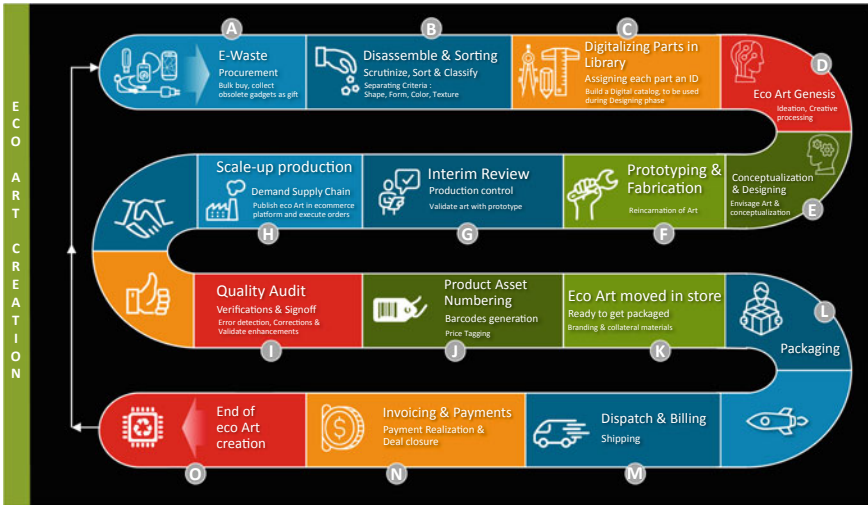 ECO ART CREATION
A
E-Waste
Procurement
Bulk buy, collect
obsolete gadgets as gift
B
Disassemble & Sorting
Scrutinize, Sort & Classify
Separating Criteria :
Shape, Form, Color, Texture
C
Digitalizing Parts in
Library
Assigning each part an ID
Build a Digital catalog, to be used
during Designing phase
D
Eco Art Genesis
Ideation, Creative
processing
Conceptualization
& Designing
Envisage Art &
conceptualization
E
Prototyping &
Fabrication
Reincarnation of Art
F
Interim Review
Production control
Validate art with prototype
G
Scale-up production
Demand Supply Chain
Publish eco Art in ecommerce
platform and execute orders
H
Quality Audit
Verifications & Signoff
Error detection, Corrections &
Validate enhancements
I
Product Asset
Numbering
Barcodes generation
Price Tagging
J
Eco Art moved in store
Ready to get packaged
Branding & collateral materials
K
L
Packaging
Dispatch & Billing
Shipping
M
Invoicing & Payments
Payment Realization &
Deal closure
N
End of
eco Art
creation
O